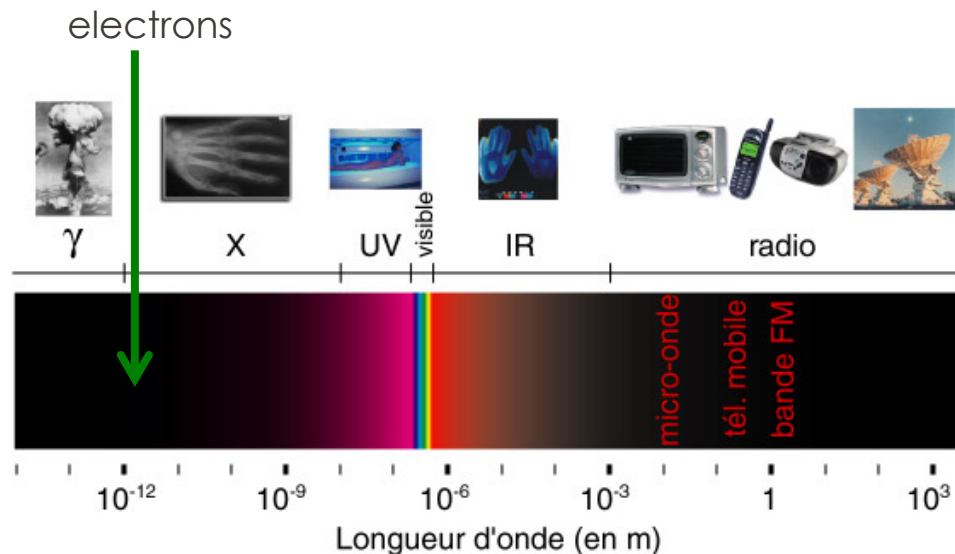 electrons
γ X UV visible IR radio
micro-onde
tél. mobile
bande FM
10⁻¹² 10⁻⁹ 10⁻⁶ 10⁻³ 1 10³
Longueur d'onde (en m)